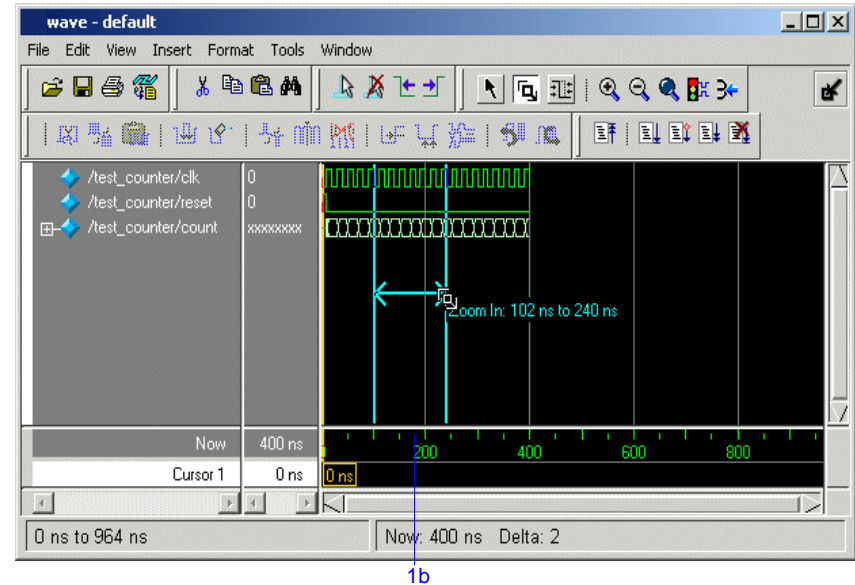 wave - default
File Edit View Insert Format Tools Window
/test_counter/clk 0
/test_counter/reset 0
/test_counter/count xxxxxxxx
Zoom In: 102 ns to 240 ns
Now 400 ns 200 400 600 800
Cursor 1 0 ns 0 ns
0 ns to 964 ns Now: 400 ns Delta: 2
1b